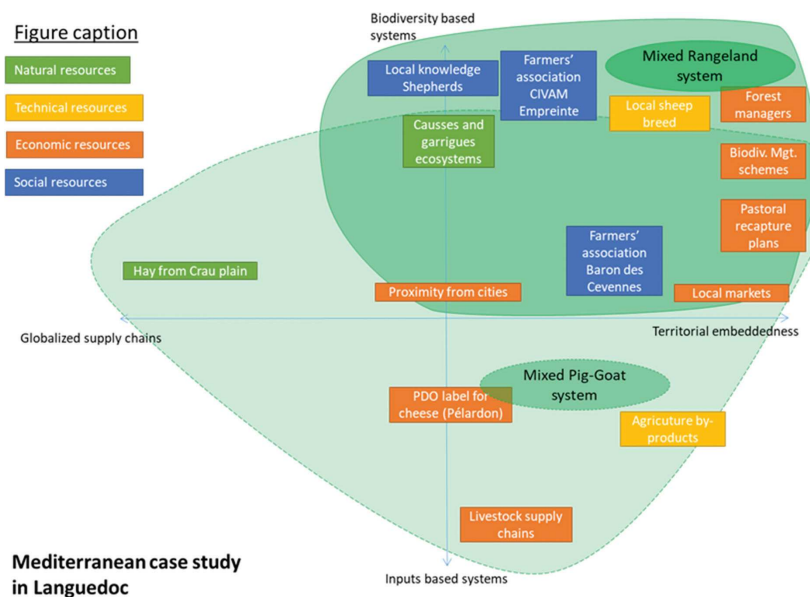 Figure caption
Natural resources
Technical resources
Economic resources
Social resources
Biodiversity based
systems
Local knowledge
Shepherds
Farmers'
association
CIVAM
Empreinte
Mixed Rangeland
system
Local sheep
breed
Forest
managers
Causses and
garrigues
ecosystems
Biodiv. Mgt.
schemes
Pastoral
recapture
plans
Farmers'
association
Baron des
Cevennes
Hay from Crau plain
Proximity from cities
Local markets
Globalized supply chains
Territorial embeddedness
Mixed Pig-Goat
system
PDO label for
cheese (Pélardon)
Agricuture by-
products
Livestock supply
chains
Inputs based systems
Mediterranean case study
in Languedoc